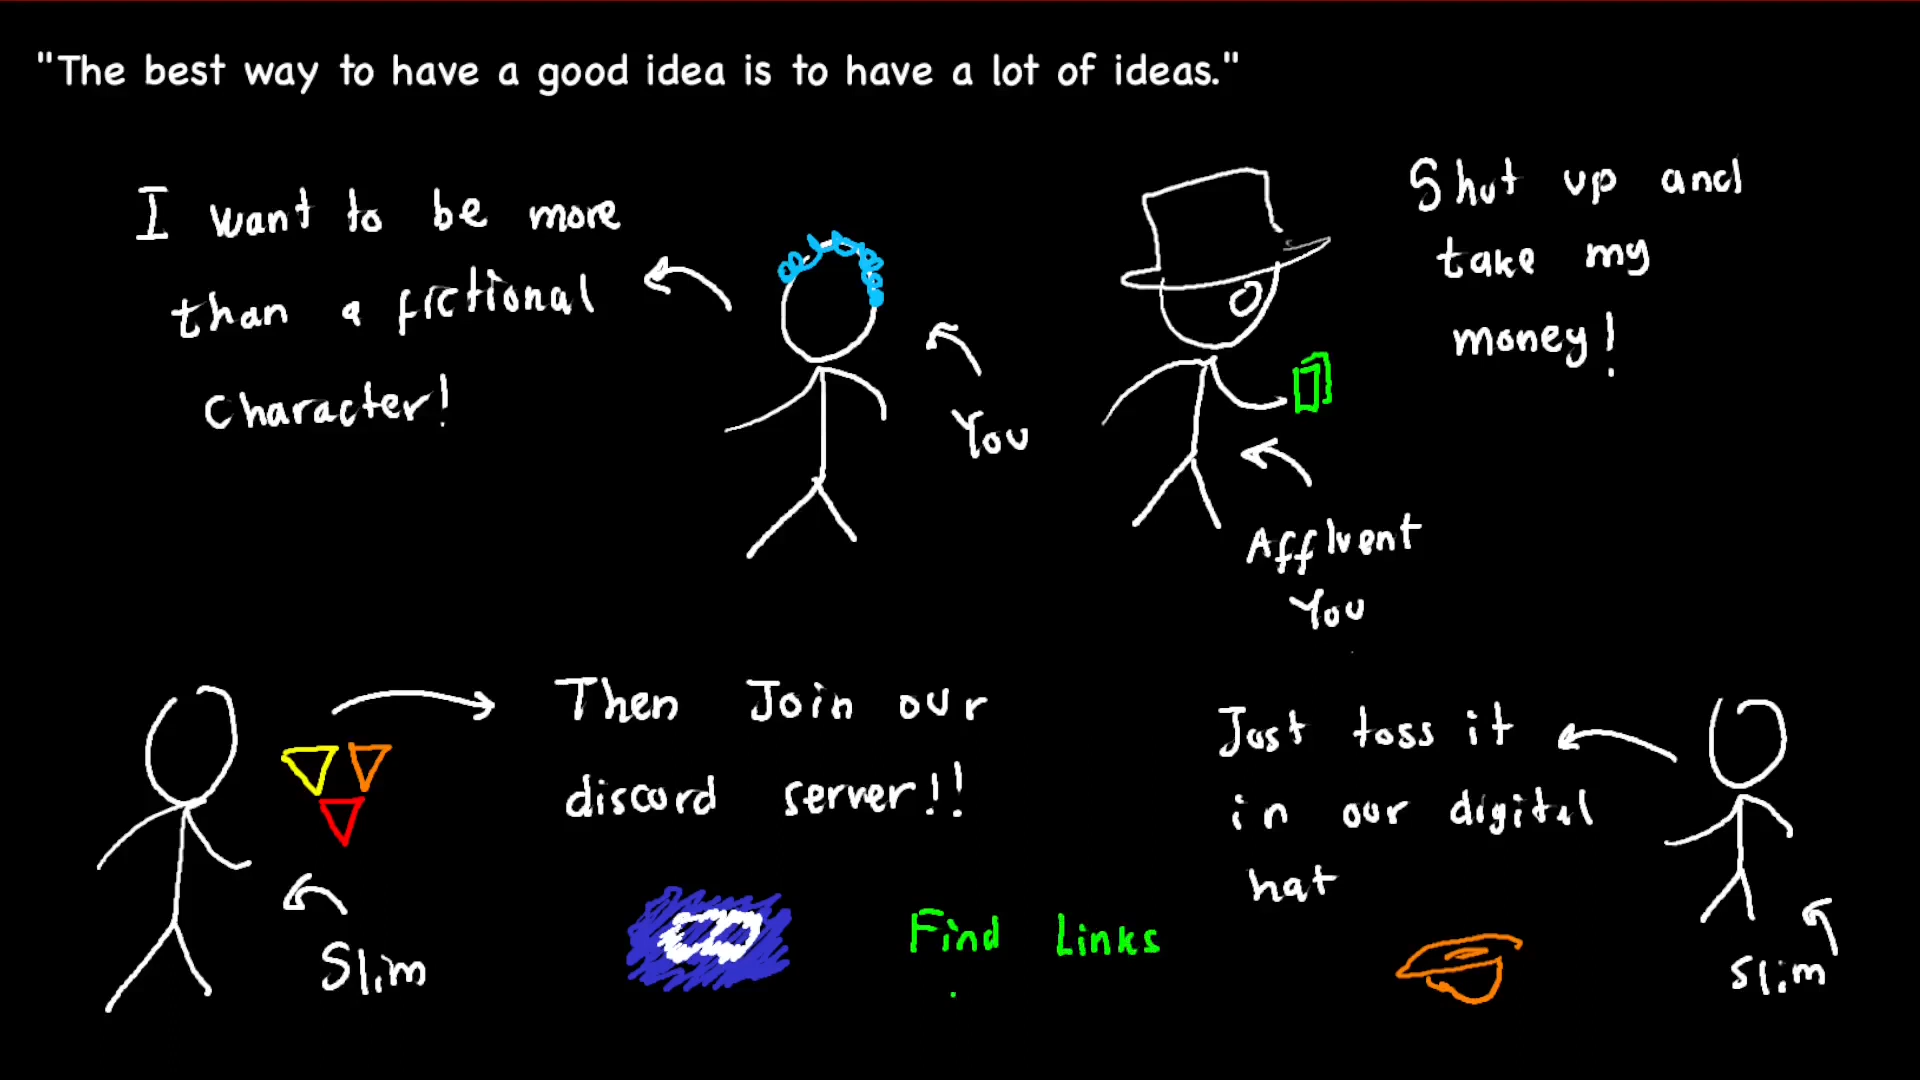 "The best way to have a good idea is to have a lot of ideas."
I want to be more
than a fictional
Character!
You
Shut up and
take my
money!
Affluent
You
Then Join our
discord server!!
Slim
Find Links
Just toss it
in our digital
hat
Slim